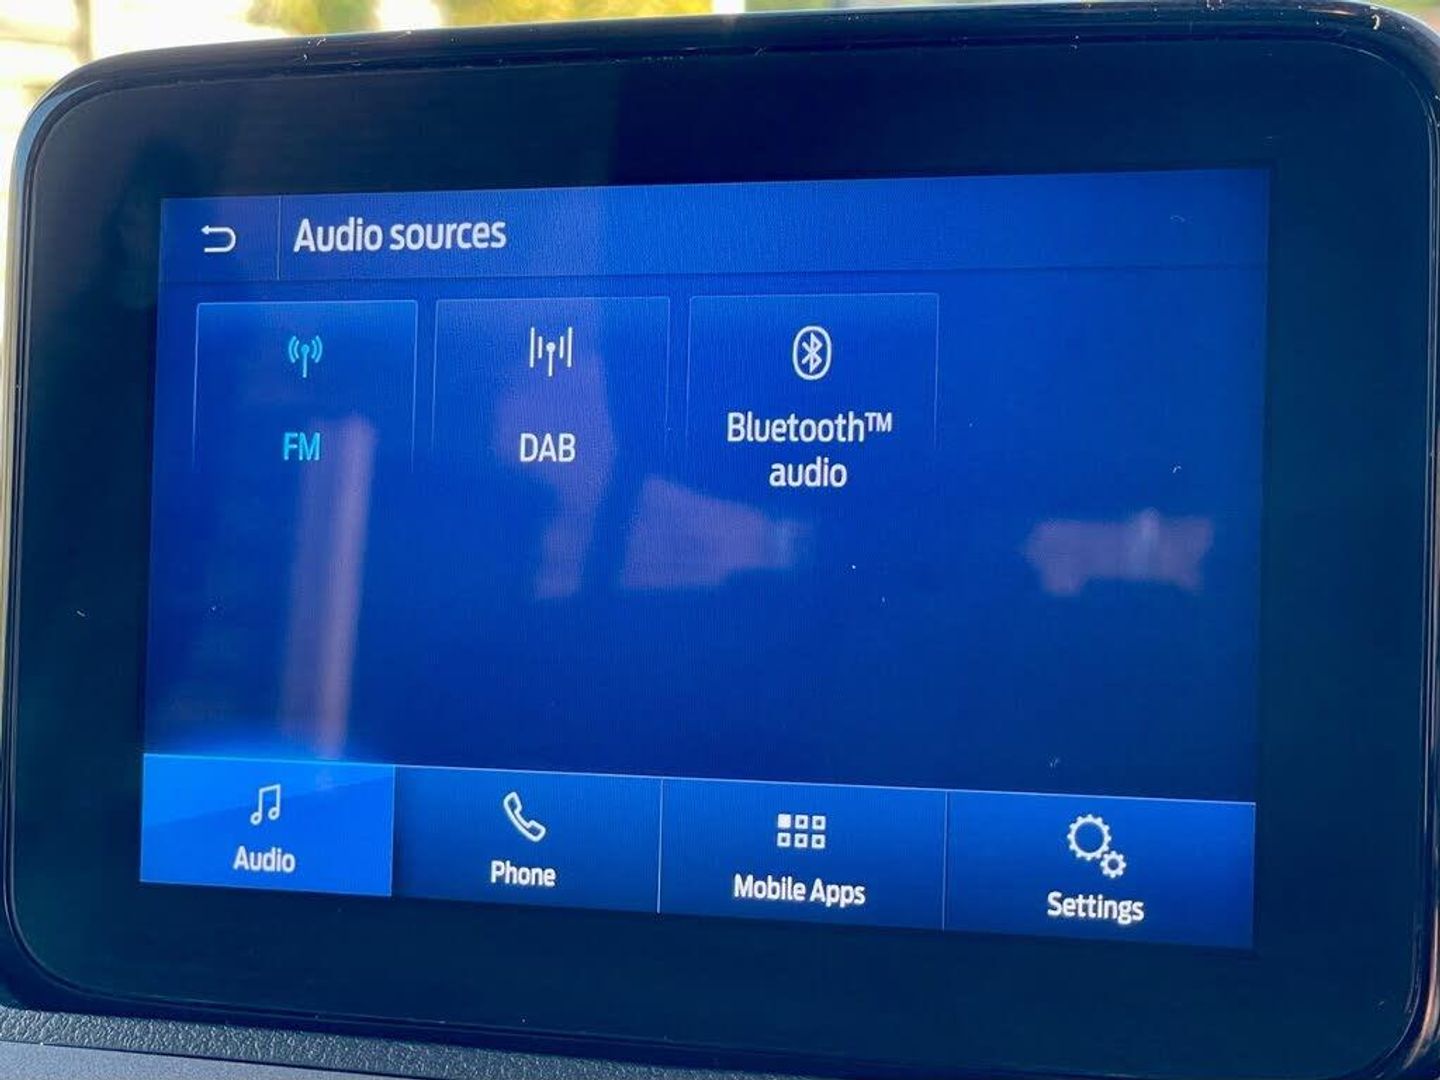 Audio sources
FM
DAB
Bluetooth™
audio
Audio
Phone
Mobile Apps
Settings